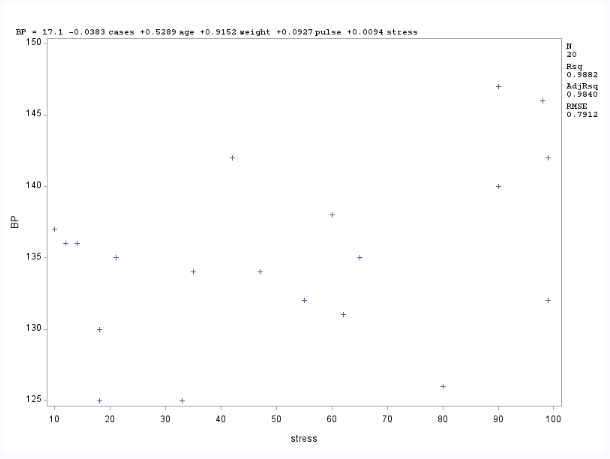 BP = 17.1 -0.0383 cases +0.5289 age +0.9152 weight +0.0927 pulse +0.0094 stress
N
20
Rsq
0.9882
AdjRsq
0.9840
RMSE
0.7912
150
145
140
135
130
125
BP
10 20 30 40 50 60 70 80 90 100
stress